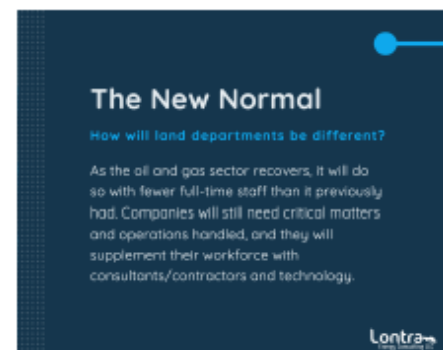 The New Normal
How will land departments be different?
As the oil and gas sector recovers, it will do
so with fewer full-time staff than it previously
had. Companies will still need critical matters
and operations handled, and they will
supplement their workforce with
consultants/contractors and technology.
Lontra